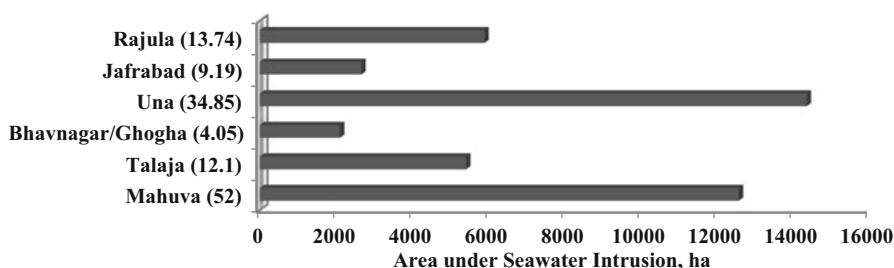 Rajula (13.74)
Jafrabad (9.19)
Una (34.85)
Bhavnagar/Ghogha (4.05)
Talaja (12.1)
Mahuva (52)
0 2000 4000 6000 8000 10000 12000 14000 16000
Area under Seawater Intrusion, ha